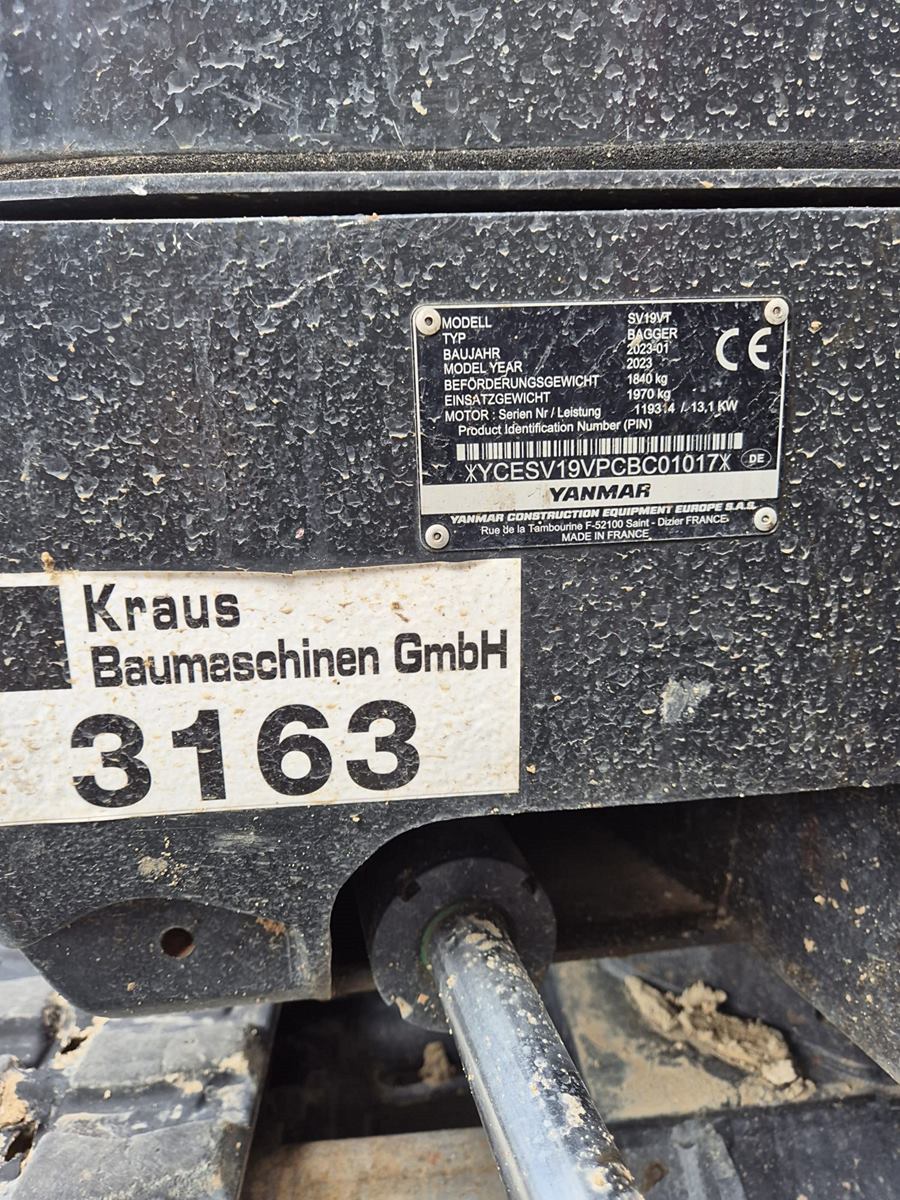 MODELL SV19VT
TYP BAGGER
BAUJAHR 2023-01
MODEL YEAR 2023
BEFÖRDERUNGSGEWICHT 1840 kg
EINSATZGEWICHT 1970 kg
MOTOR : Serien Nr / Leistung 119314 / 13,1 KW
Product Identification Number (PIN)
CE
*YCESV19VPCBC01017* DE
YANMAR
YANMAR CONSTRUCTION EQUIPMENT EUROPE S.A.S.
Rue de la Tambourine F-52100 Saint - Dizier FRANCE
MADE IN FRANCE
Kraus
Baumaschinen GmbH
3163